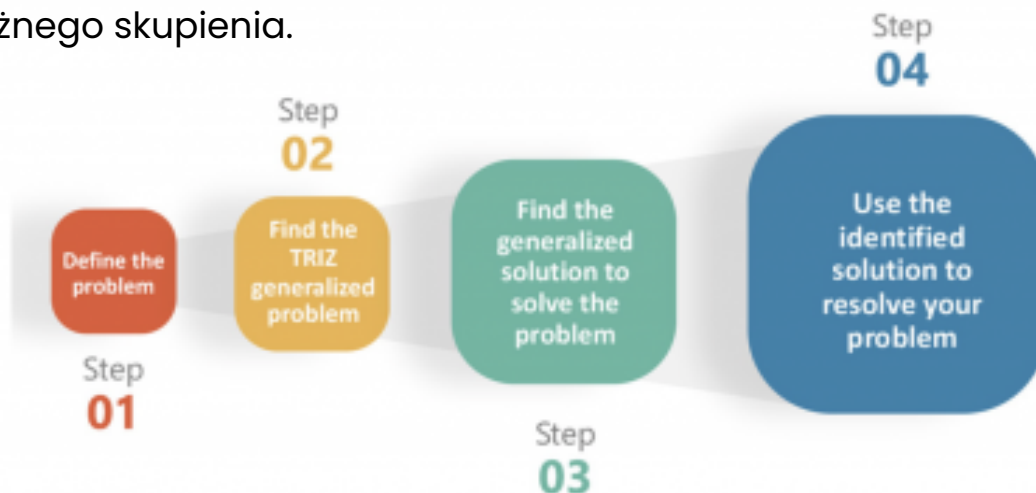 skupienia.
Step
01
Define the
problem
Step
02
Find the
TRIZ
generalized
problem
Step
03
Find the
generalized
solution to
solve the
problem
Step
04
Use the
identified
solution to
resolve your
problem